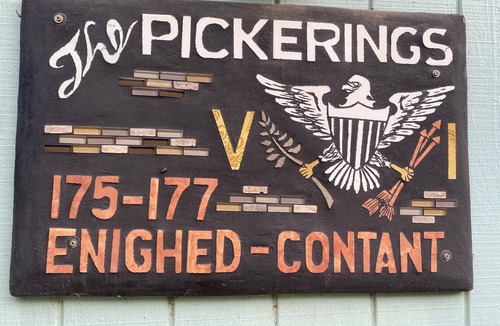 The PICKERINGS
V I
175-177
ENIGHED-CONTANT